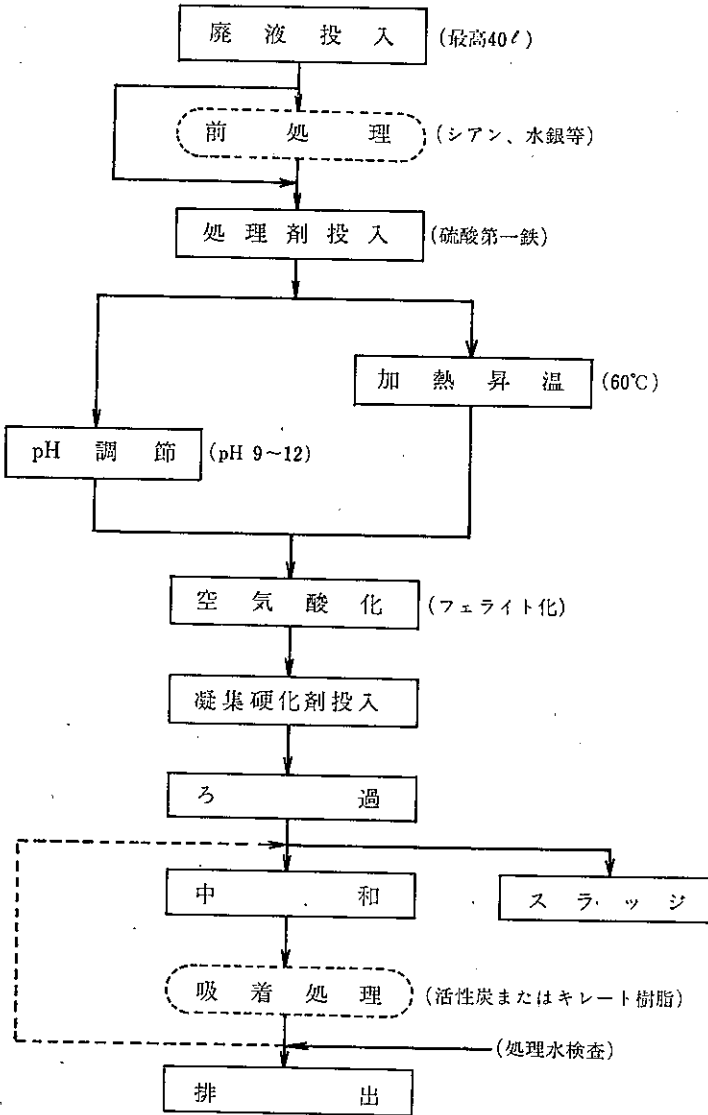 廃液投入 (最高40ℓ)
前処理 (シアン、水銀等)
処理剤投入 (硫酸第一鉄)
加熱昇温 (60℃)
pH調節 (pH 9~12)
空気酸化 (フェライト化)
凝集硬化剤投入
ろ過
中和
スラッジ
吸着処理 (活性炭またはキレート樹脂)
(処理水検査)
排出